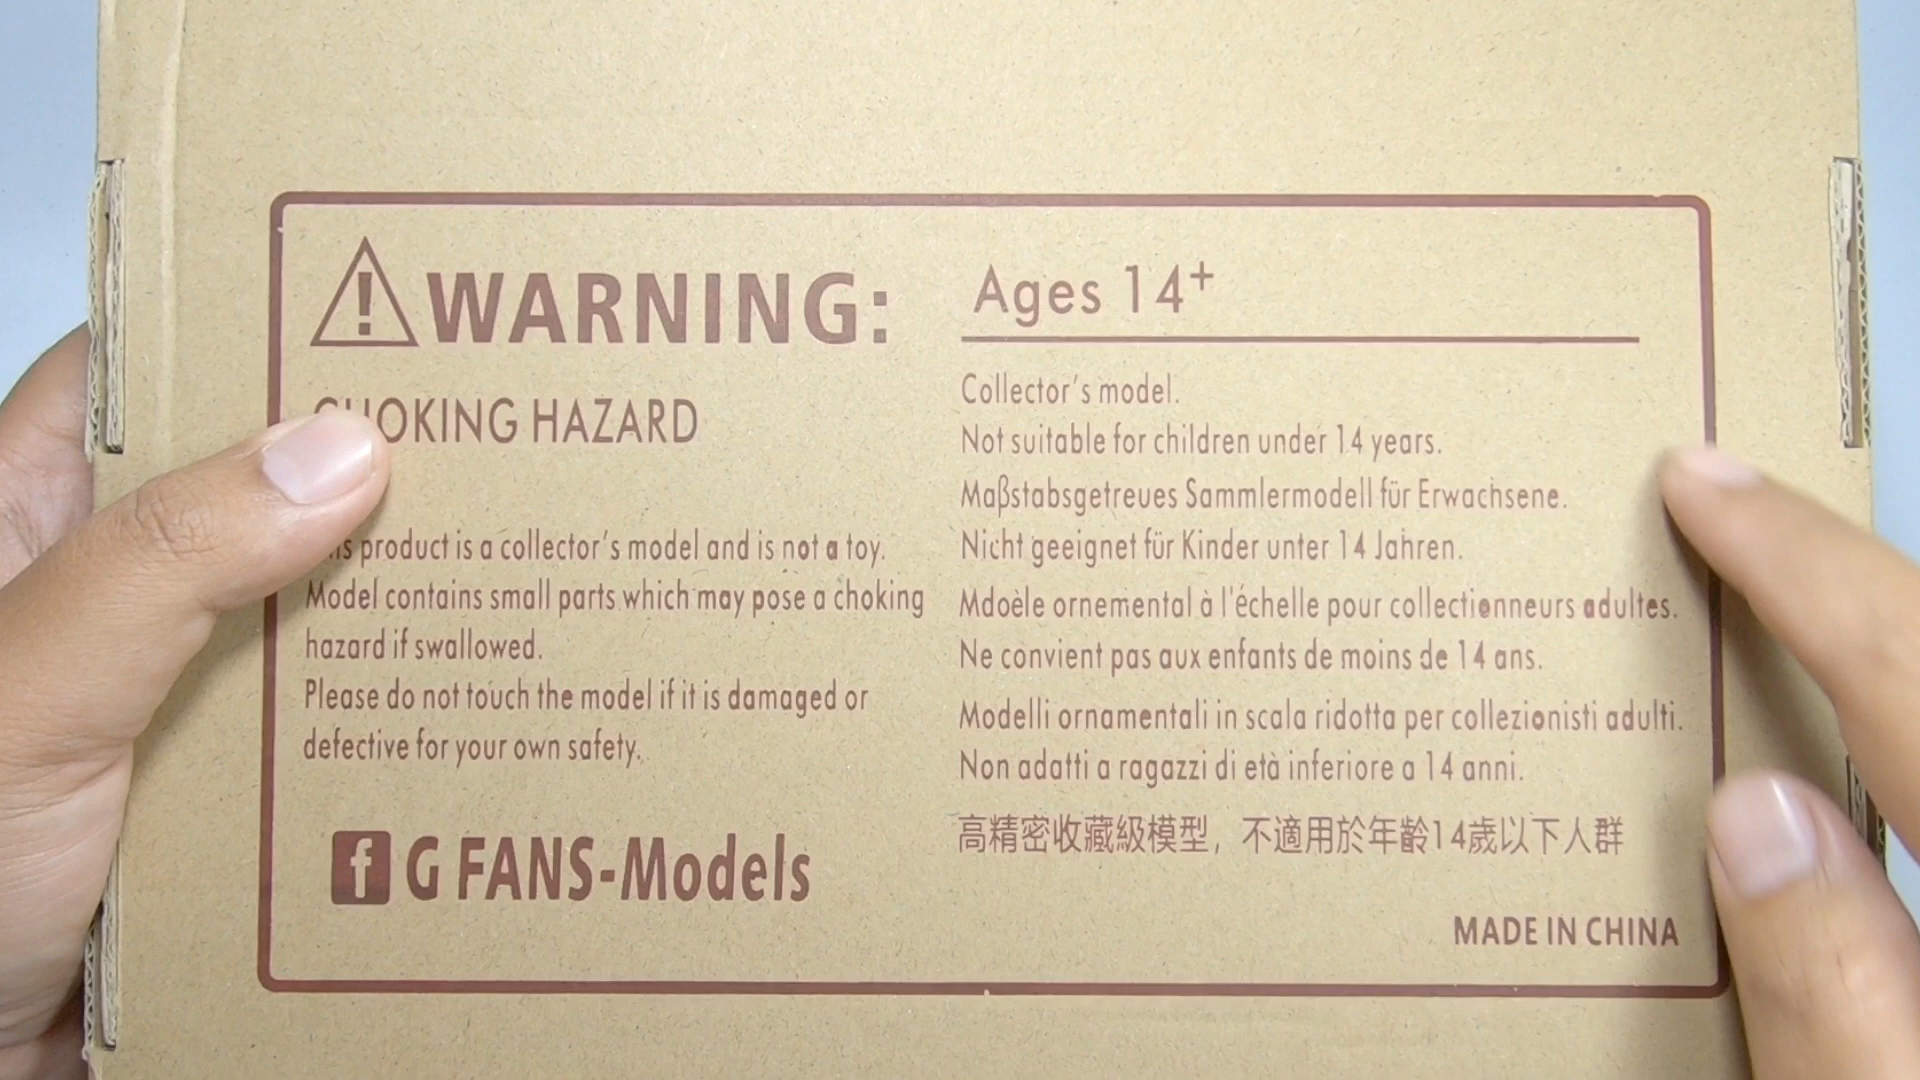 WARNING:
CHOKING HAZARD
This product is a collector's model and is not a toy.
Model contains small parts which may pose a choking
hazard if swallowed.
Please do not touch the model if it is damaged or
defective for your own safety.
f G FANS-Models
Ages 14+
Collector's model.
Not suitable for children under 14 years.
Maßstabsgetreues Sammlermodell für Erwachsene.
Nicht geeignet für Kinder unter 14 Jahren.
Mdoèle ornemental à l'échelle pour collectionneurs adultes.
Ne convient pas aux enfants de moins de 14 ans.
Modelli ornamentali in scala ridotta per collezionisti adulti.
Non adatti a ragazzi di età inferiore a 14 anni.
高精密收藏級模型，不適用於年齡14歲以下人群
MADE IN CHINA